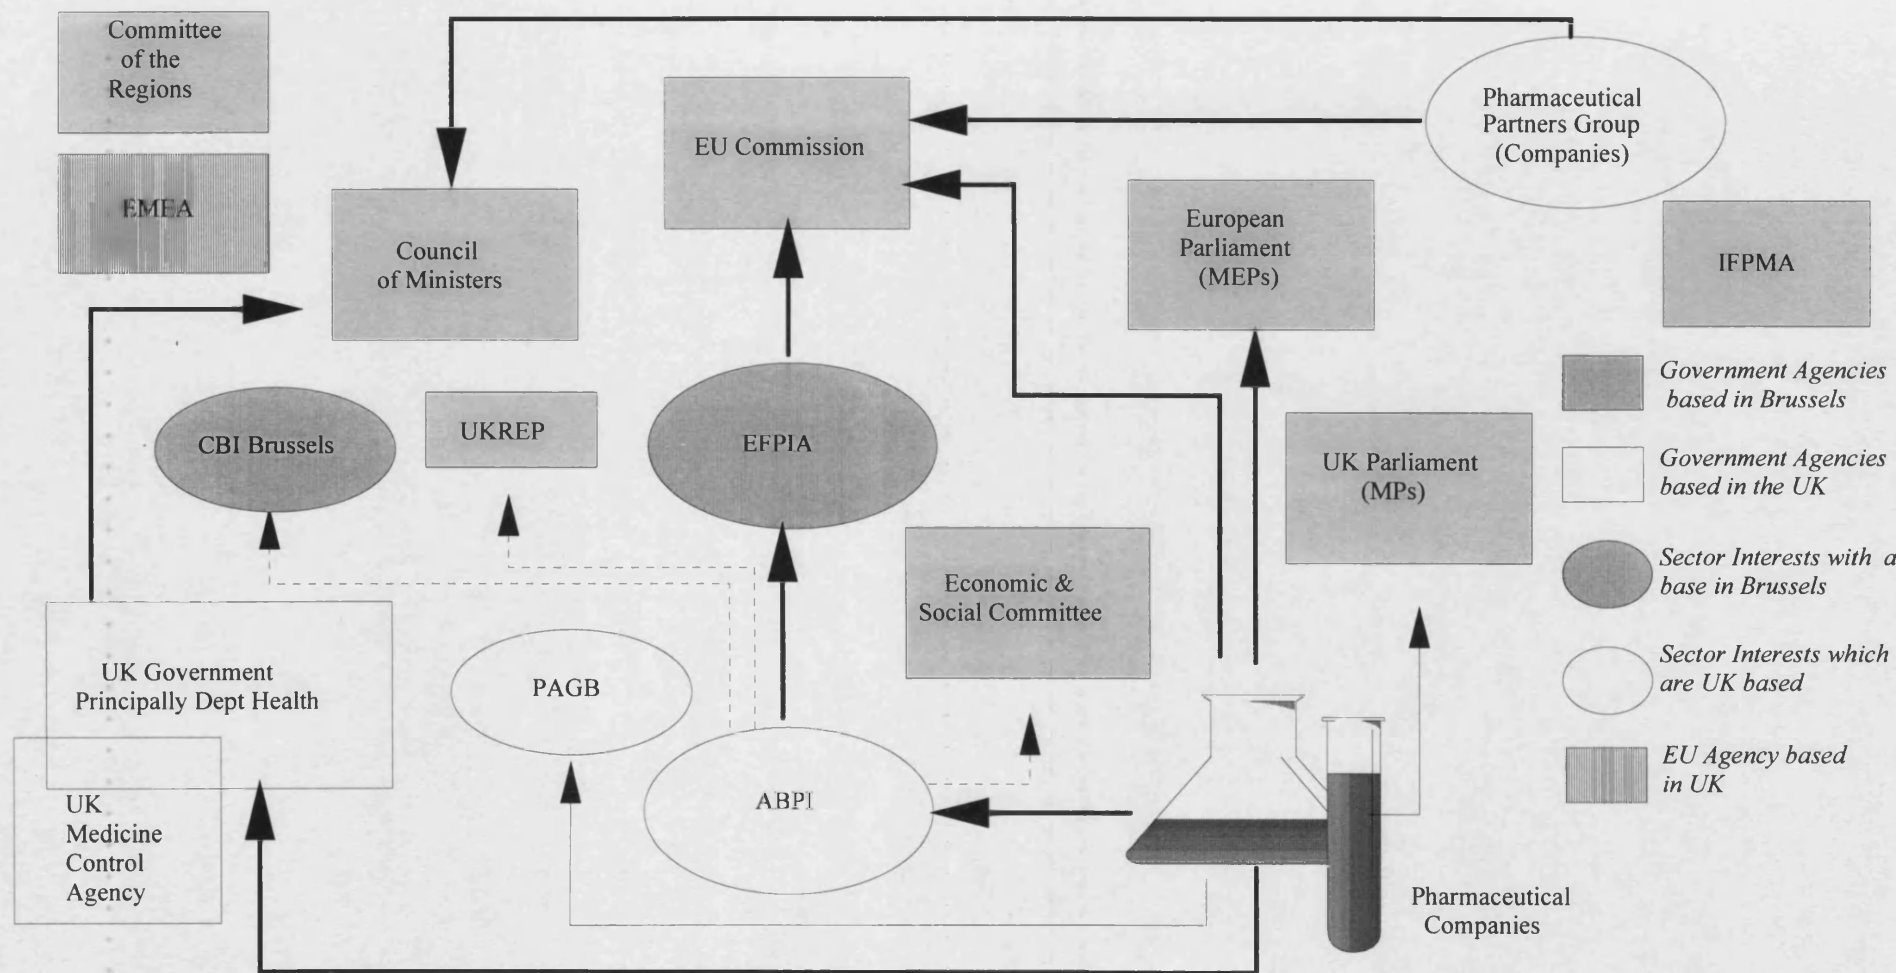 Committee
of the
Regions
EMEA
EU Commission
Pharmaceutical
Partners Group
(Companies)
Council
of Ministers
European
Parliament
(MEPs)
IFPMA
CBI Brussels
UKREP
EFPIA
UK Parliament
(MPs)
Economic &
Social Committee
UK Government
Principally Dept Health
PAGB
ABPI
UK
Medicine
Control
Agency
Pharmaceutical
Companies
Government Agencies
based in Brussels
Government Agencies
based in the UK
Sector Interests with a
base in Brussels
Sector Interests which
are UK based
EU Agency based
in UK